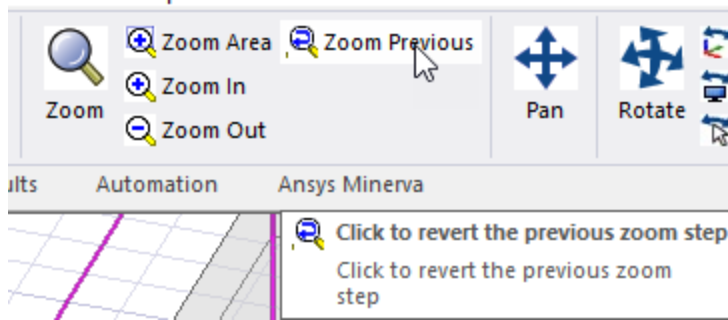 Zoom Area Zoom Previous
Zoom In
Zoom Pan Rotate
Zoom Out
Automation Ansys Minerva
Click to revert the previous zoom step
Click to revert the previous zoom
step